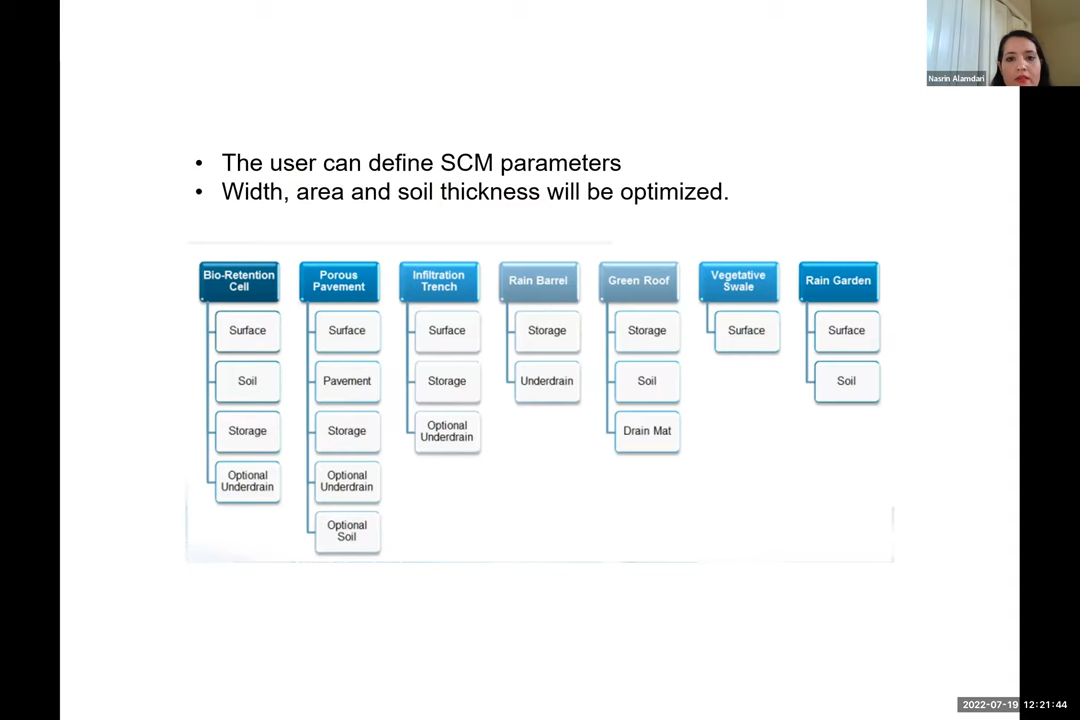 Nasrin Alamdari
• The user can define SCM parameters
• Width, area and soil thickness will be optimized.
Bio-Retention
Cell
Surface
Soil
Storage
Optional
Underdrain
Porous
Pavement
Surface
Pavement
Storage
Optional
Underdrain
Optional
Soil
Infiltration
Trench
Surface
Storage
Optional
Underdrain
Rain Barrel
Storage
Underdrain
Green Roof
Storage
Soil
Drain Mat
Vegetative
Swale
Surface
Rain Garden
Surface
Soil
2022-07-19 12:21:44